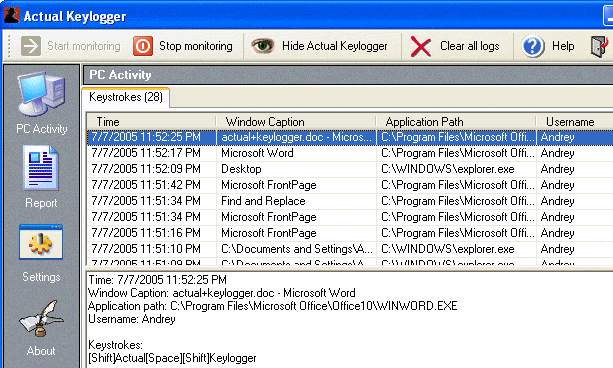 Actual Keylogger
Start monitoring Stop monitoring Hide Actual Keylogger Clear all logs Help
PC Activity
Keystrokes (28)
Time Window Caption Application Path Username
7/7/2005 11:52:25 PM actual+keylogger.doc - Micros... C:\Program Files\Microsoft Offi... Andrey
7/7/2005 11:52:17 PM Microsoft Word C:\Program Files\Microsoft Offi... Andrey
7/7/2005 11:52:09 PM Desktop C:\WINDOWS\explorer.exe Andrey
7/7/2005 11:51:42 PM Microsoft FrontPage C:\Program Files\Microsoft Offi... Andrey
7/7/2005 11:51:34 PM Find and Replace C:\Program Files\Microsoft Offi... Andrey
7/7/2005 11:51:34 PM Microsoft FrontPage C:\Program Files\Microsoft Offi... Andrey
7/7/2005 11:51:16 PM Microsoft FrontPage C:\Program Files\Microsoft Offi... Andrey
7/7/2005 11:51:10 PM C:\Documents and Settings\A... C:\WINDOWS\explorer.exe Andrey
7/7/2005 11:51:09 PM C:\Documents and Settings\A... C:\WINDOWS\explorer.exe Andrey
PC Activity
Report
Settings
About
Time: 7/7/2005 11:52:25 PM
Window Caption: actual+keylogger.doc - Microsoft Word
Application path: C:\Program Files\Microsoft Office\Office10\WINWORD.EXE
Username: Andrey
Keystrokes:
[Shift]Actual[Space][Shift]Keylogger